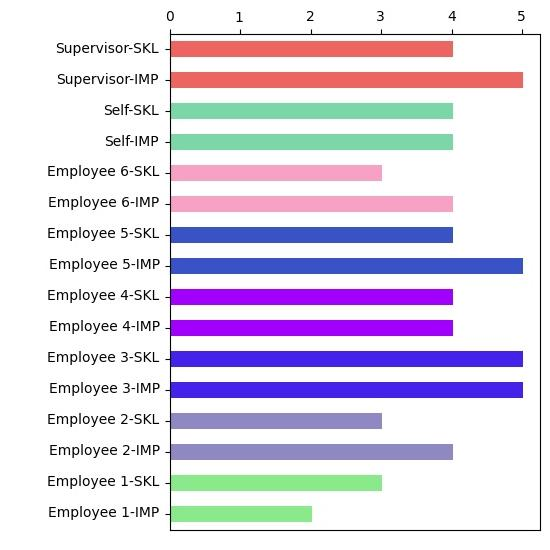 0 1 2 3 4 5
Supervisor-SKL
Supervisor-IMP
Self-SKL
Self-IMP
Employee 6-SKL
Employee 6-IMP
Employee 5-SKL
Employee 5-IMP
Employee 4-SKL
Employee 4-IMP
Employee 3-SKL
Employee 3-IMP
Employee 2-SKL
Employee 2-IMP
Employee 1-SKL
Employee 1-IMP